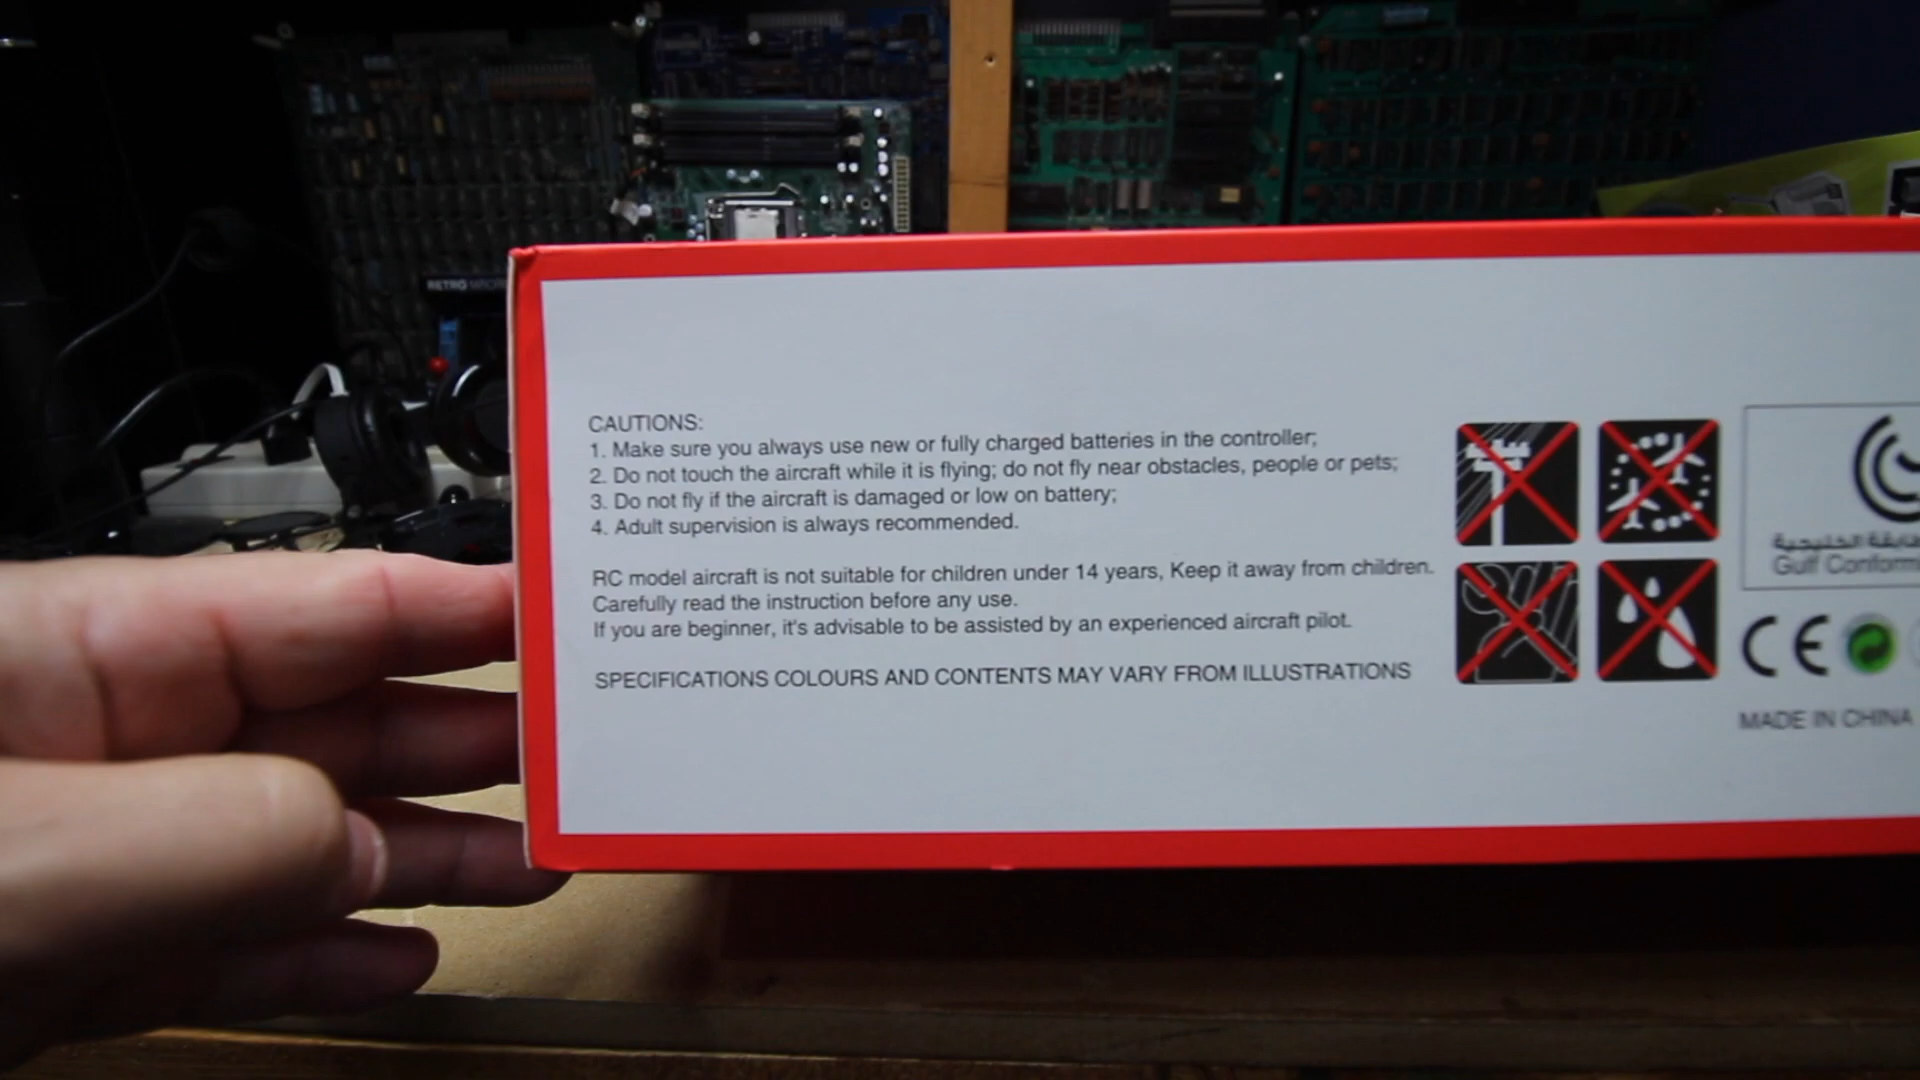 RETRO
CAUTIONS:
1. Make sure you always use new or fully charged batteries in the controller;
2. Do not touch the aircraft while it is flying; do not fly near obstacles, people or pets;
3. Do not fly if the aircraft is damaged or low on battery;
4. Adult supervision is always recommended.
RC model aircraft is not suitable for children under 14 years, Keep it away from children.
Carefully read the instruction before any use.
If you are beginner, it's advisable to be assisted by an experienced aircraft pilot.
SPECIFICATIONS COLOURS AND CONTENTS MAY VARY FROM ILLUSTRATIONS
Gulf
CE
MADE IN CHINA